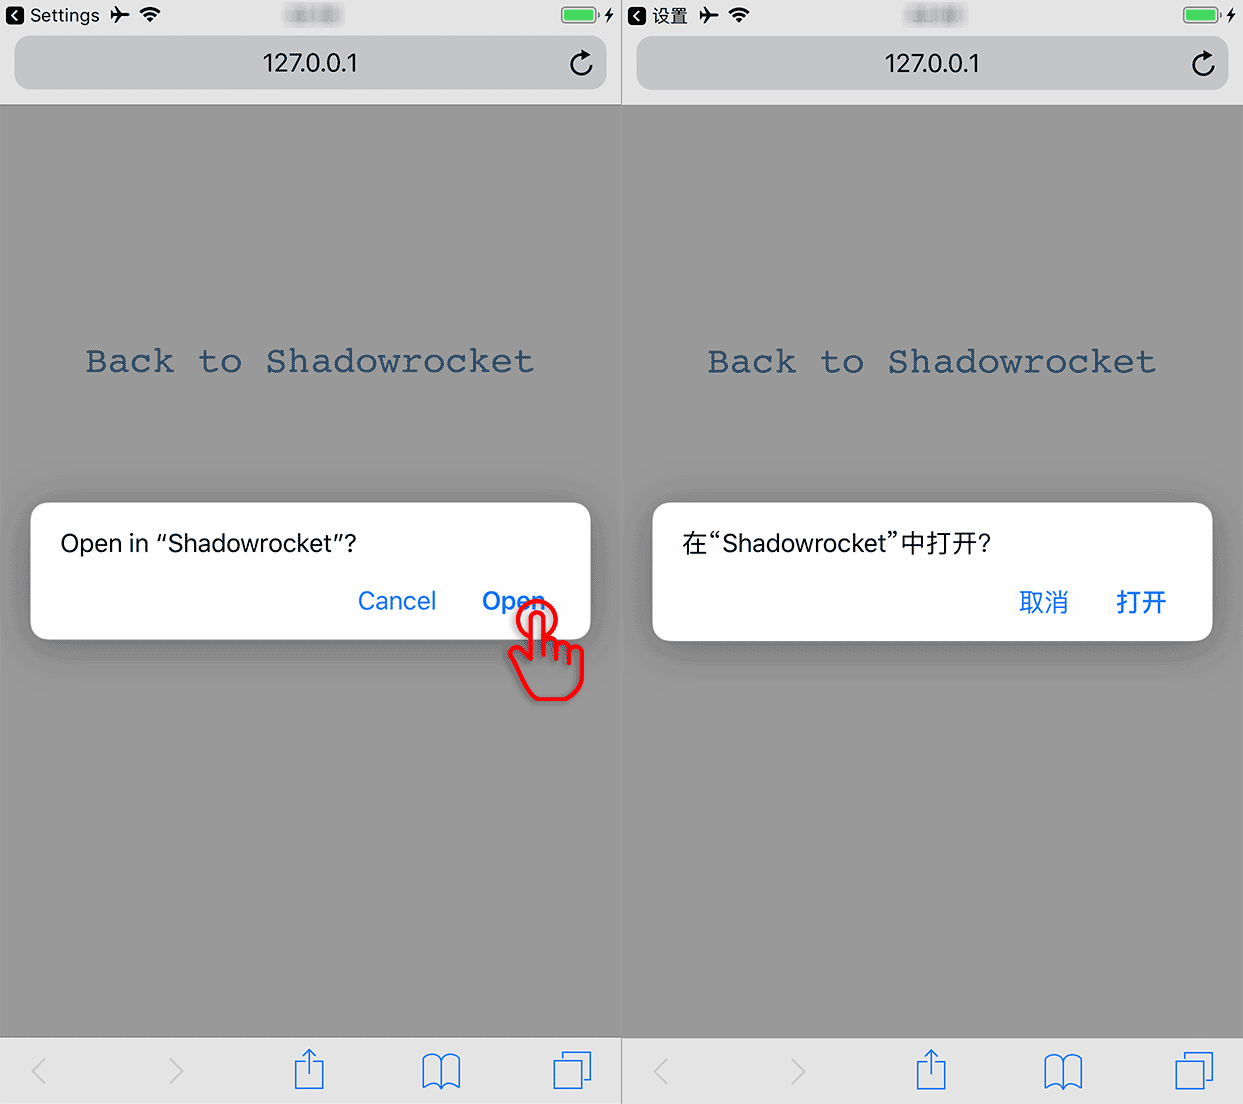 Settings
127.0.0.1
Back to Shadowrocket
Open in “Shadowrocket”?
Cancel Open
设置
127.0.0.1
Back to Shadowrocket
在“Shadowrocket”中打开?
取消 打开